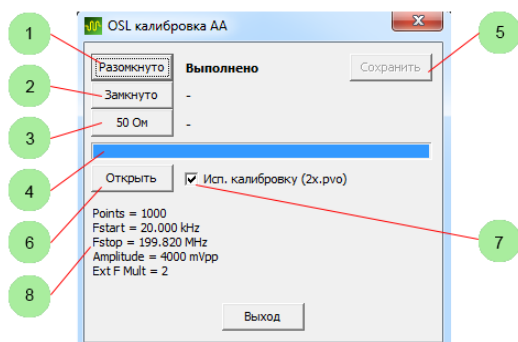 OSL калибровка AA
1
Разомкнуто Выполнено Сохранить
5
2
Замкнуто -
3
50 Ом -
4
Открыть Исп. калибровку (2x.pvo)
6
7
Points = 1000
Fstart = 20.000 kHz
Fstop = 199.820 MHz
Amplitude = 4000 mVpp
Ext F Mult = 2
8
Выход